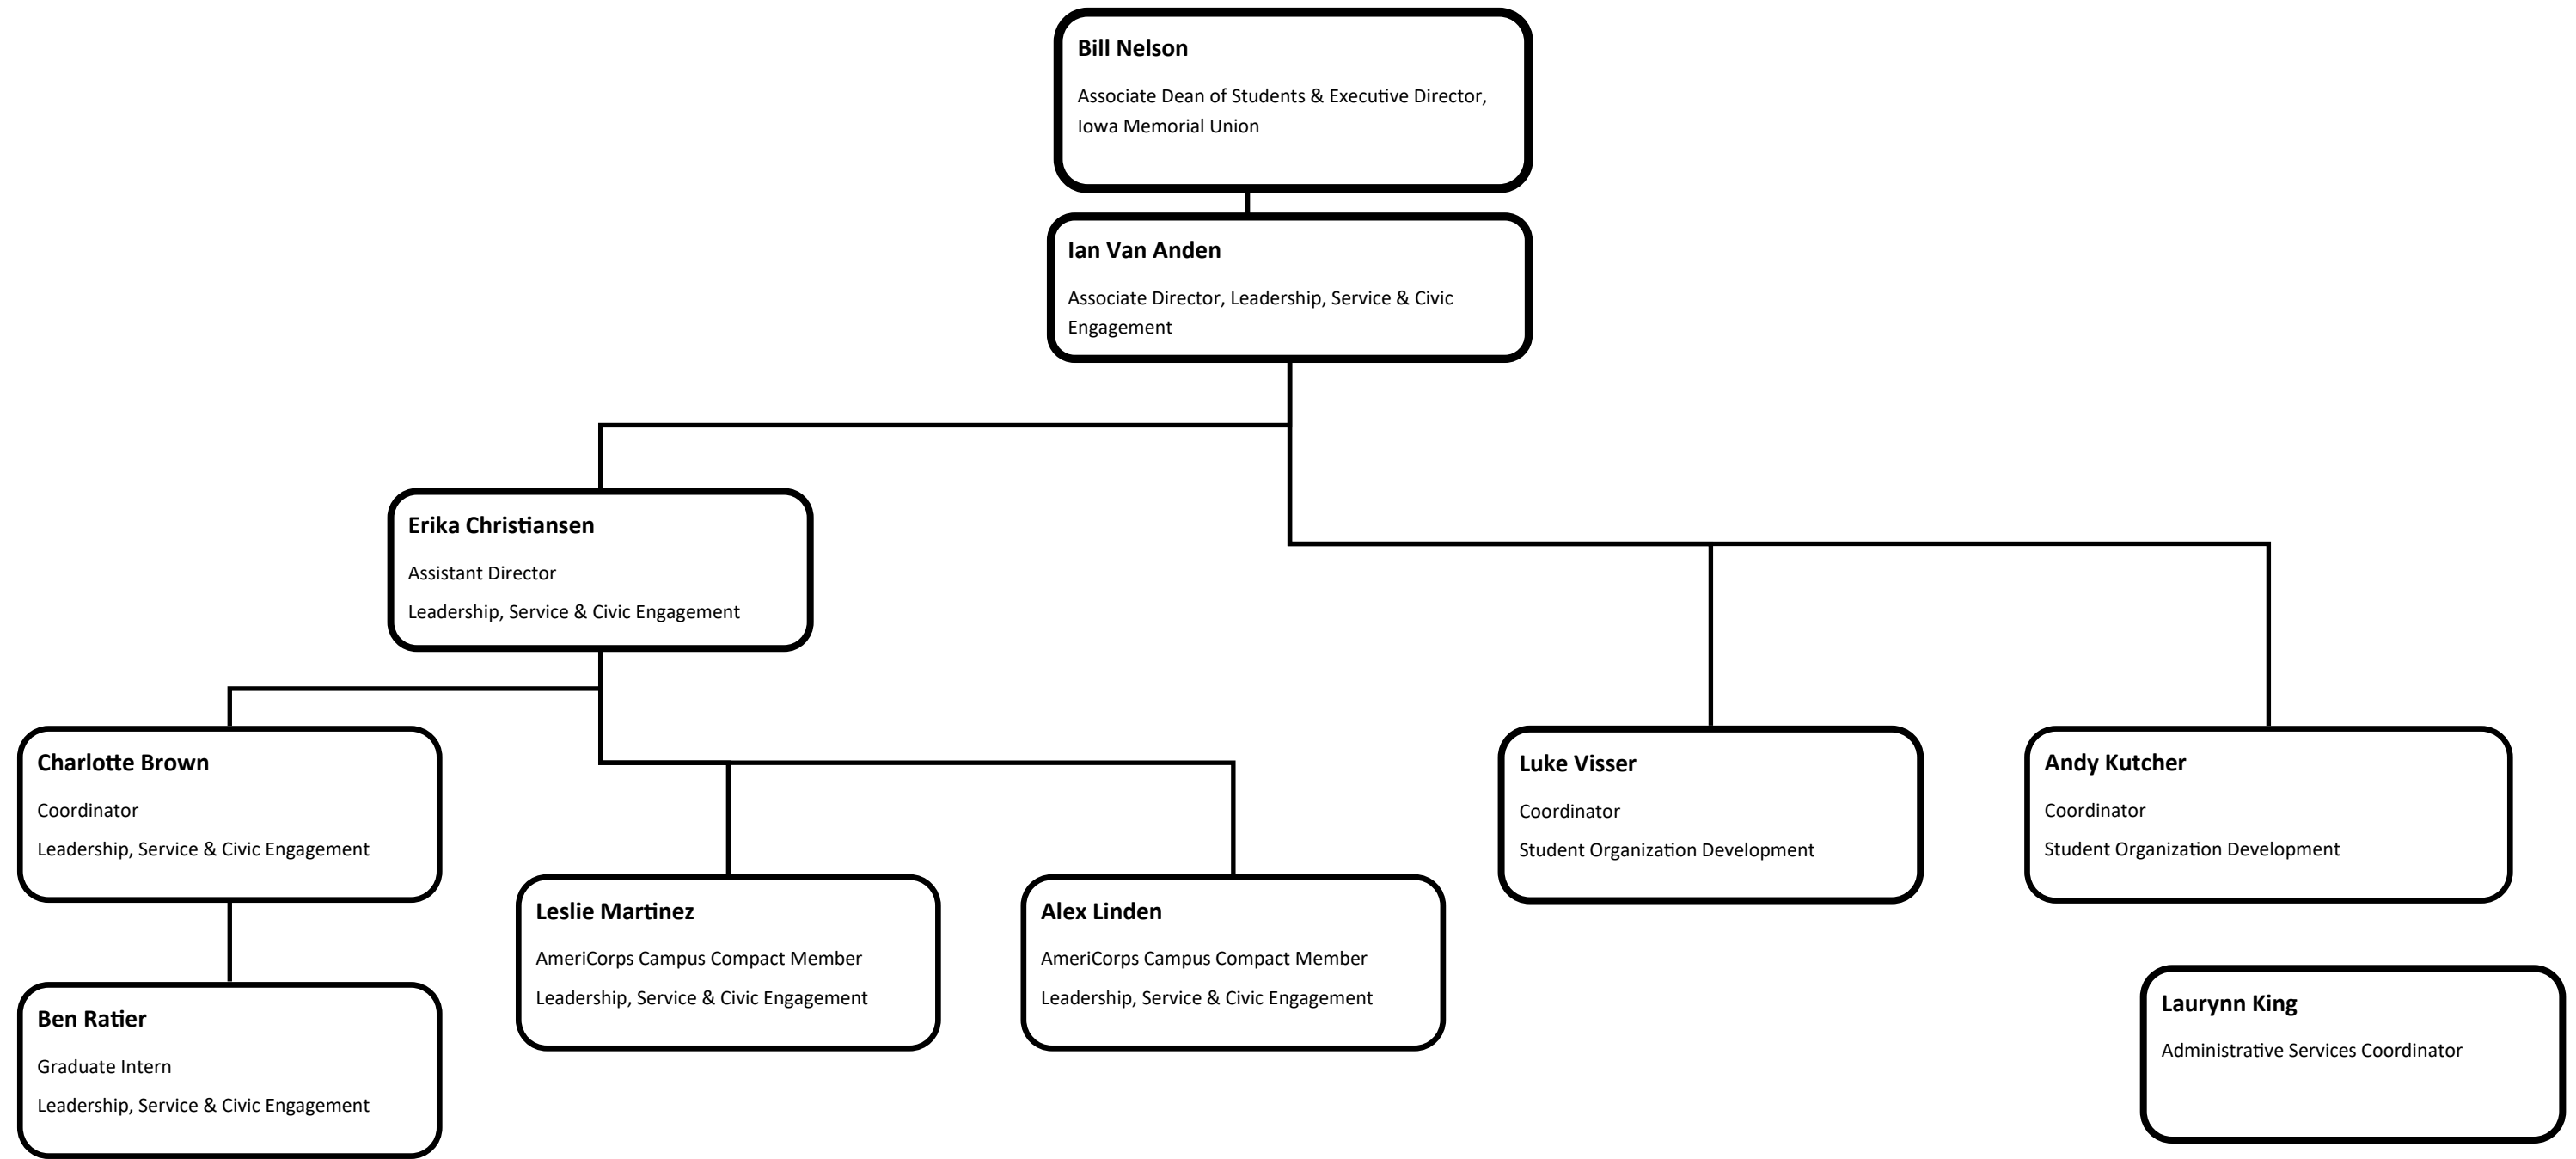 Bill Nelson
Associate Dean of Students & Executive Director,
Iowa Memorial Union
Ian Van Anden
Associate Director, Leadership, Service & Civic
Engagement
Erika Christiansen
Assistant Director
Leadership, Service & Civic Engagement
Charlotte Brown
Coordinator
Leadership, Service & Civic Engagement
Luke Visser
Coordinator
Student Organization Development
Andy Kutcher
Coordinator
Student Organization Development
Leslie Martinez
AmeriCorps Campus Compact Member
Leadership, Service & Civic Engagement
Alex Linden
AmeriCorps Campus Compact Member
Leadership, Service & Civic Engagement
Ben Ratier
Graduate Intern
Leadership, Service & Civic Engagement
Laurynn King
Administrative Services Coordinator